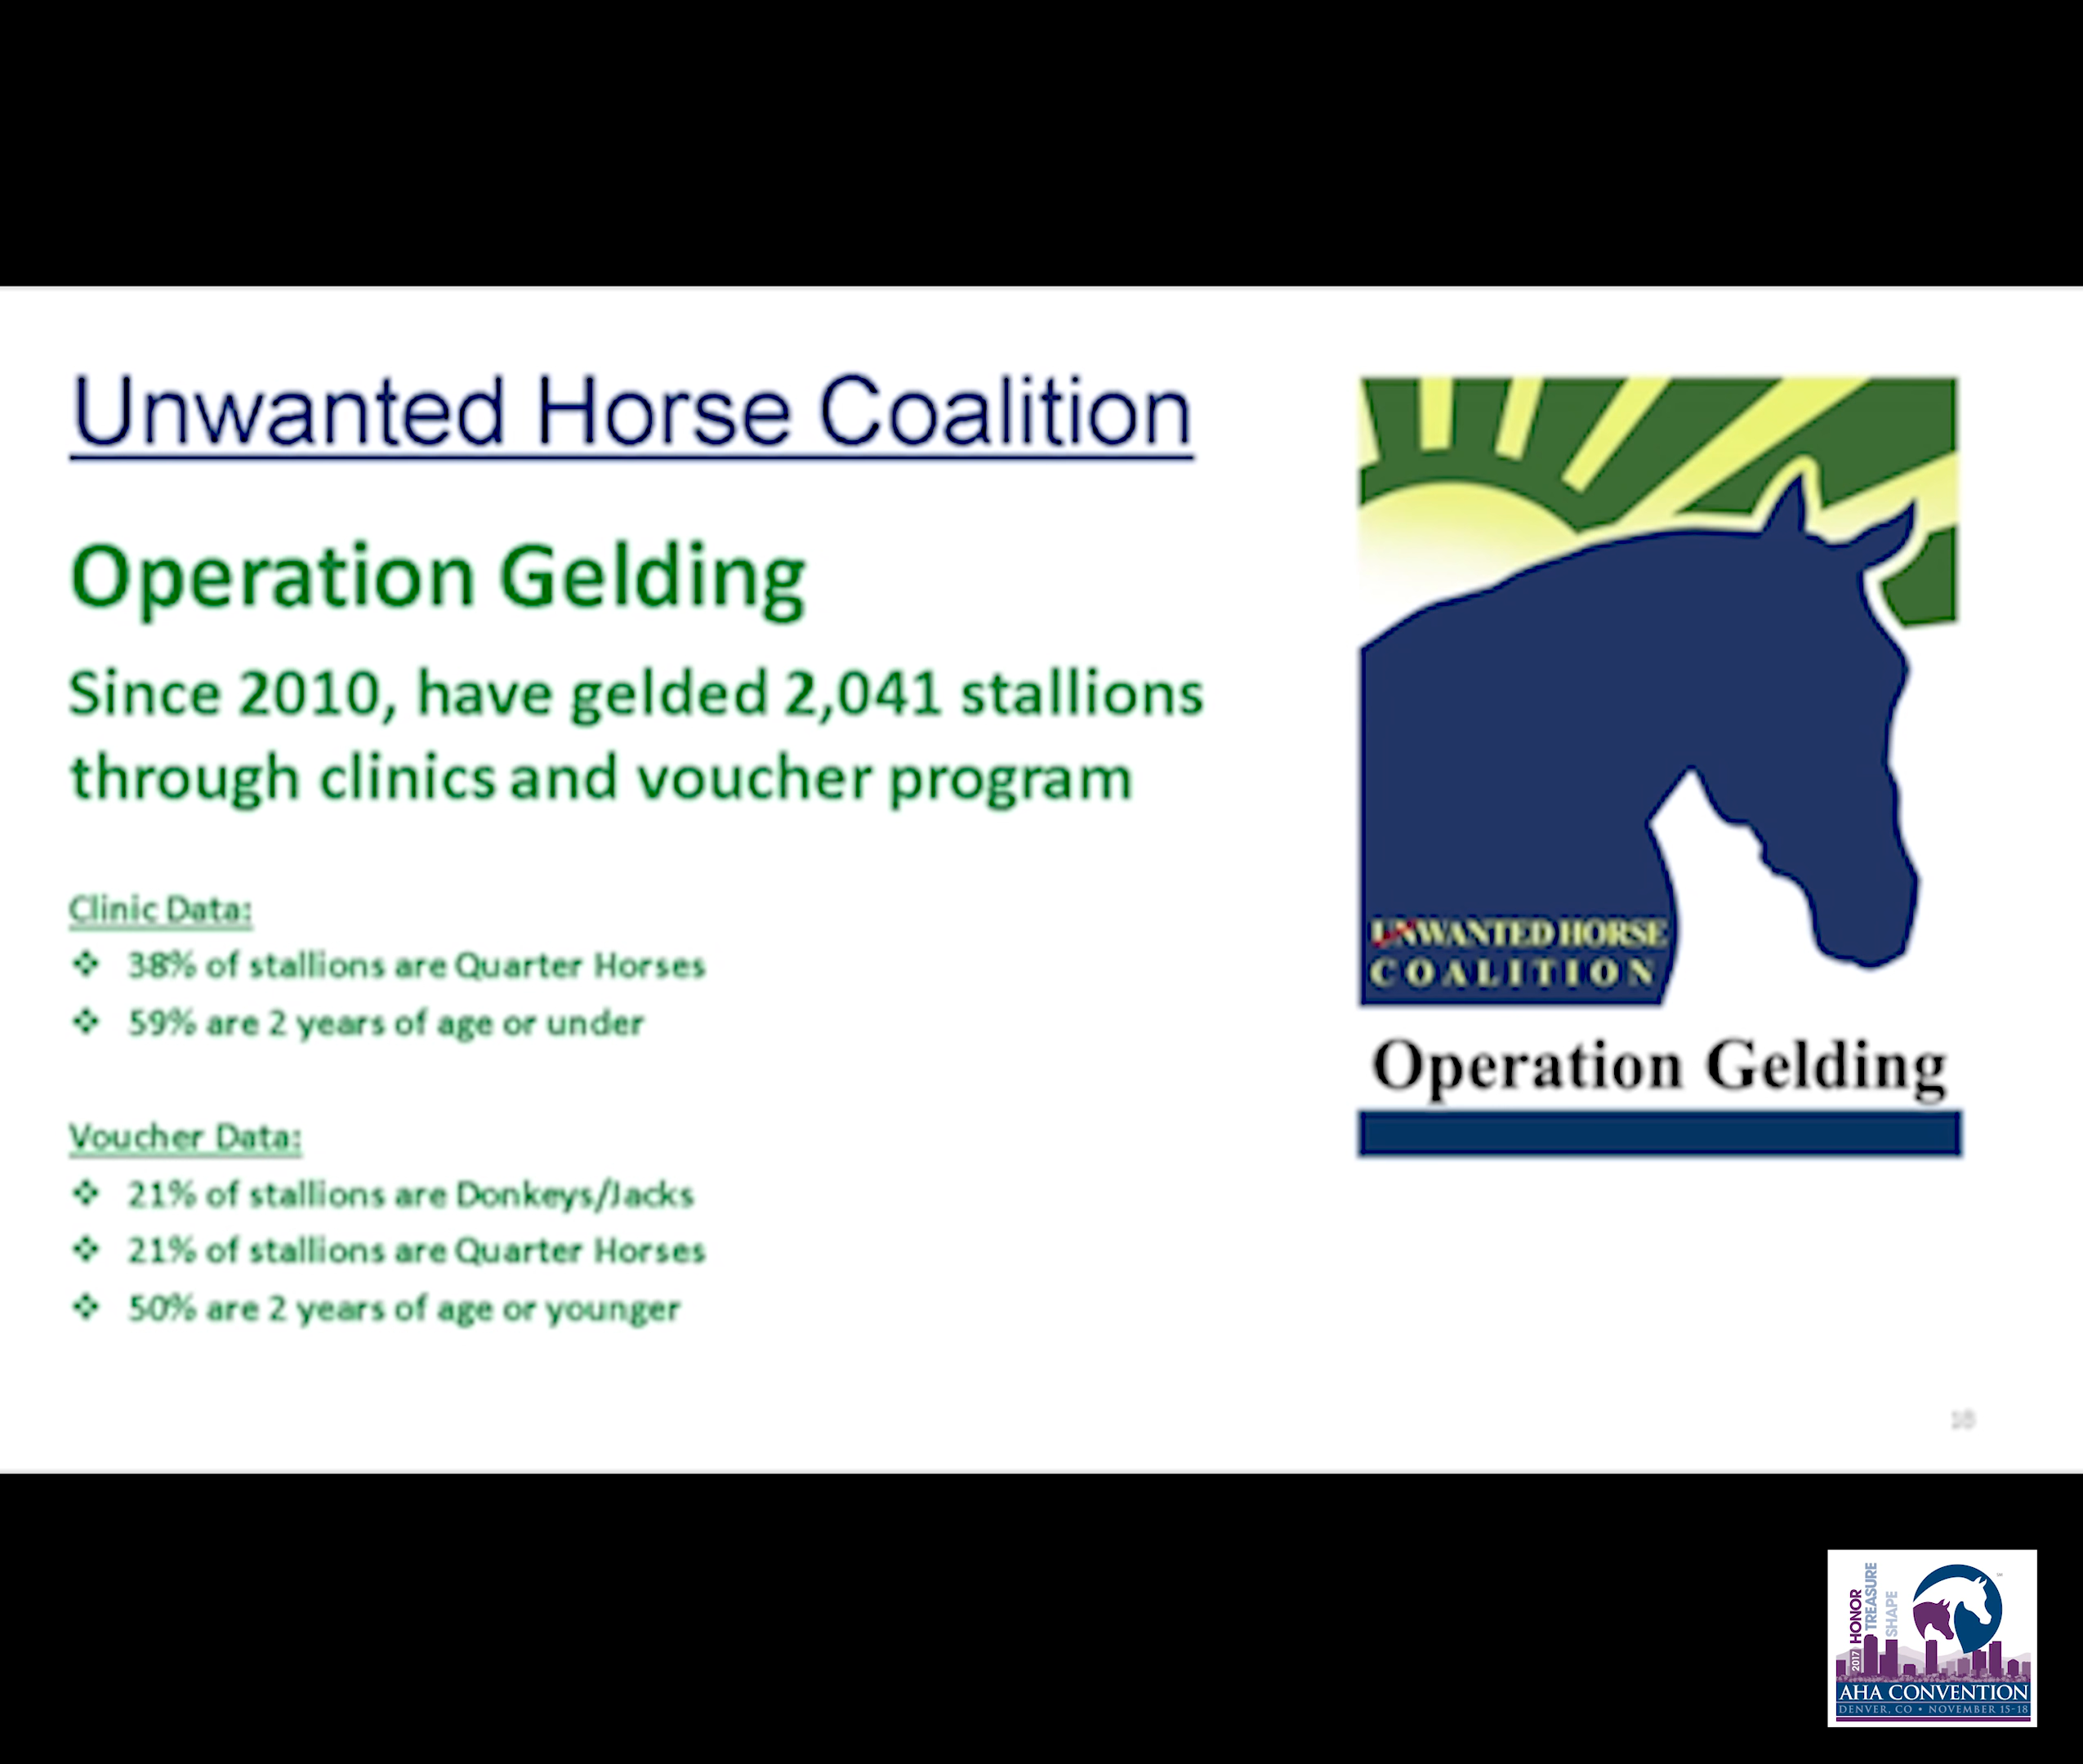 Unwanted Horse Coalition
Operation Gelding
Since 2010, have gelded 2,041 stallions
through clinics and voucher program
Clinic Data:
❖ 38% of stallions are Quarter Horses
❖ 59% are 2 years of age or under
Voucher Data:
❖ 21% of stallions are Donkeys/Jacks
❖ 21% of stallions are Quarter Horses
❖ 50% are 2 years of age or younger
UNWANTED HORSE
COALITION
Operation Gelding
2017 HONOR
TREASURE
SHAPE
AHA CONVENTION
DENVER, CO • NOVEMBER 15-18